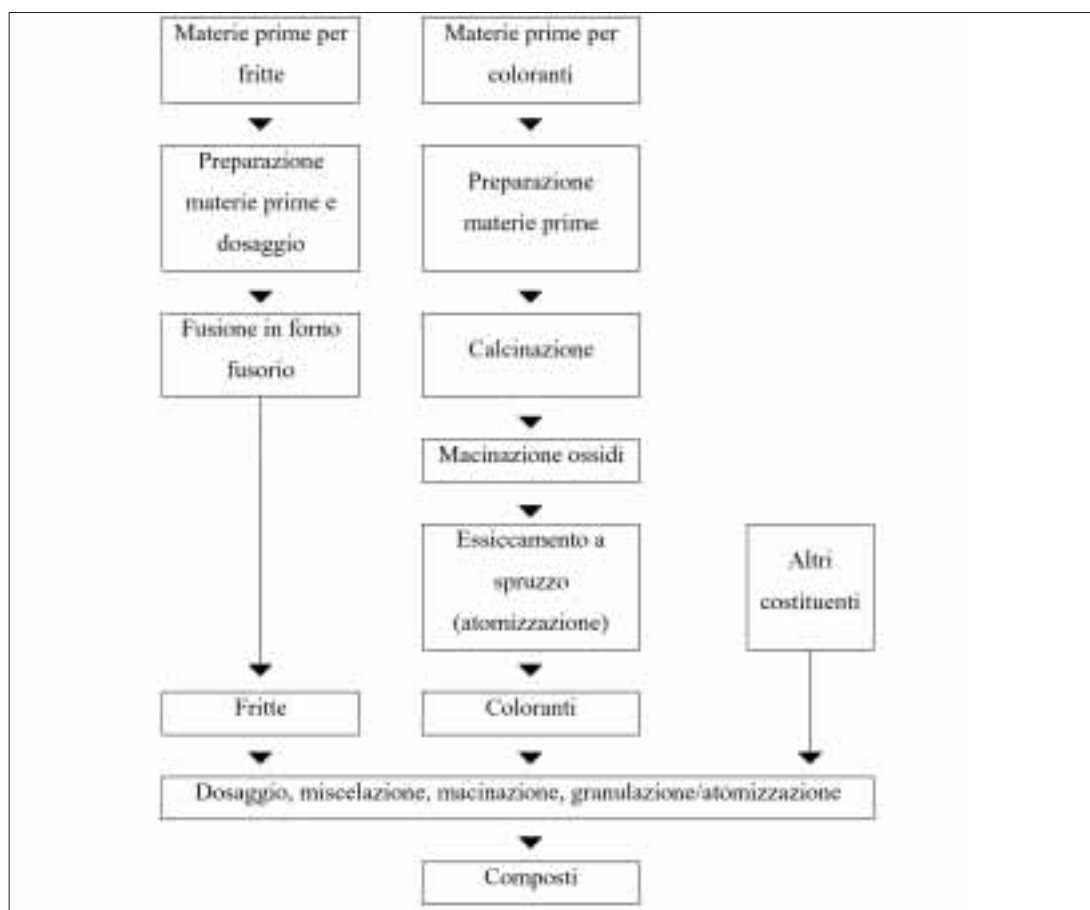 Materie prime per
fritte
Materie prime per
coloranti
Preparazione
materie prime e
dosaggio
Preparazione
materie prime
Fusione in forno
fusorio
Calcinazione
Macinazione ossidi
Essiccamento a
spruzzo
(atomizzazione)
Altri
costituenti
Fritte
Coloranti
Dosaggio, miscelazione, macinazione, granulazione/atomizzazione
Composti